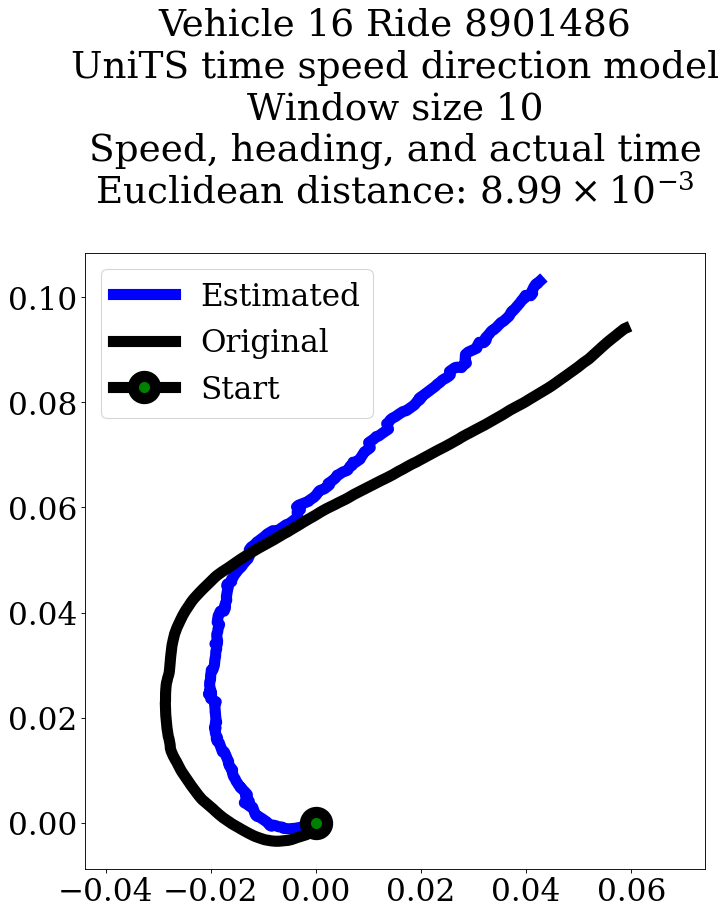 Vehicle 16 Ride 8901486
UniTS time speed direction model
Window size 10
Speed, heading, and actual time
Euclidean distance: 8.99 × 10⁻³
Estimated
Original
Start
0.10
0.08
0.06
0.04
0.02
0.00
−0.04 −0.02 0.00 0.02 0.04 0.06